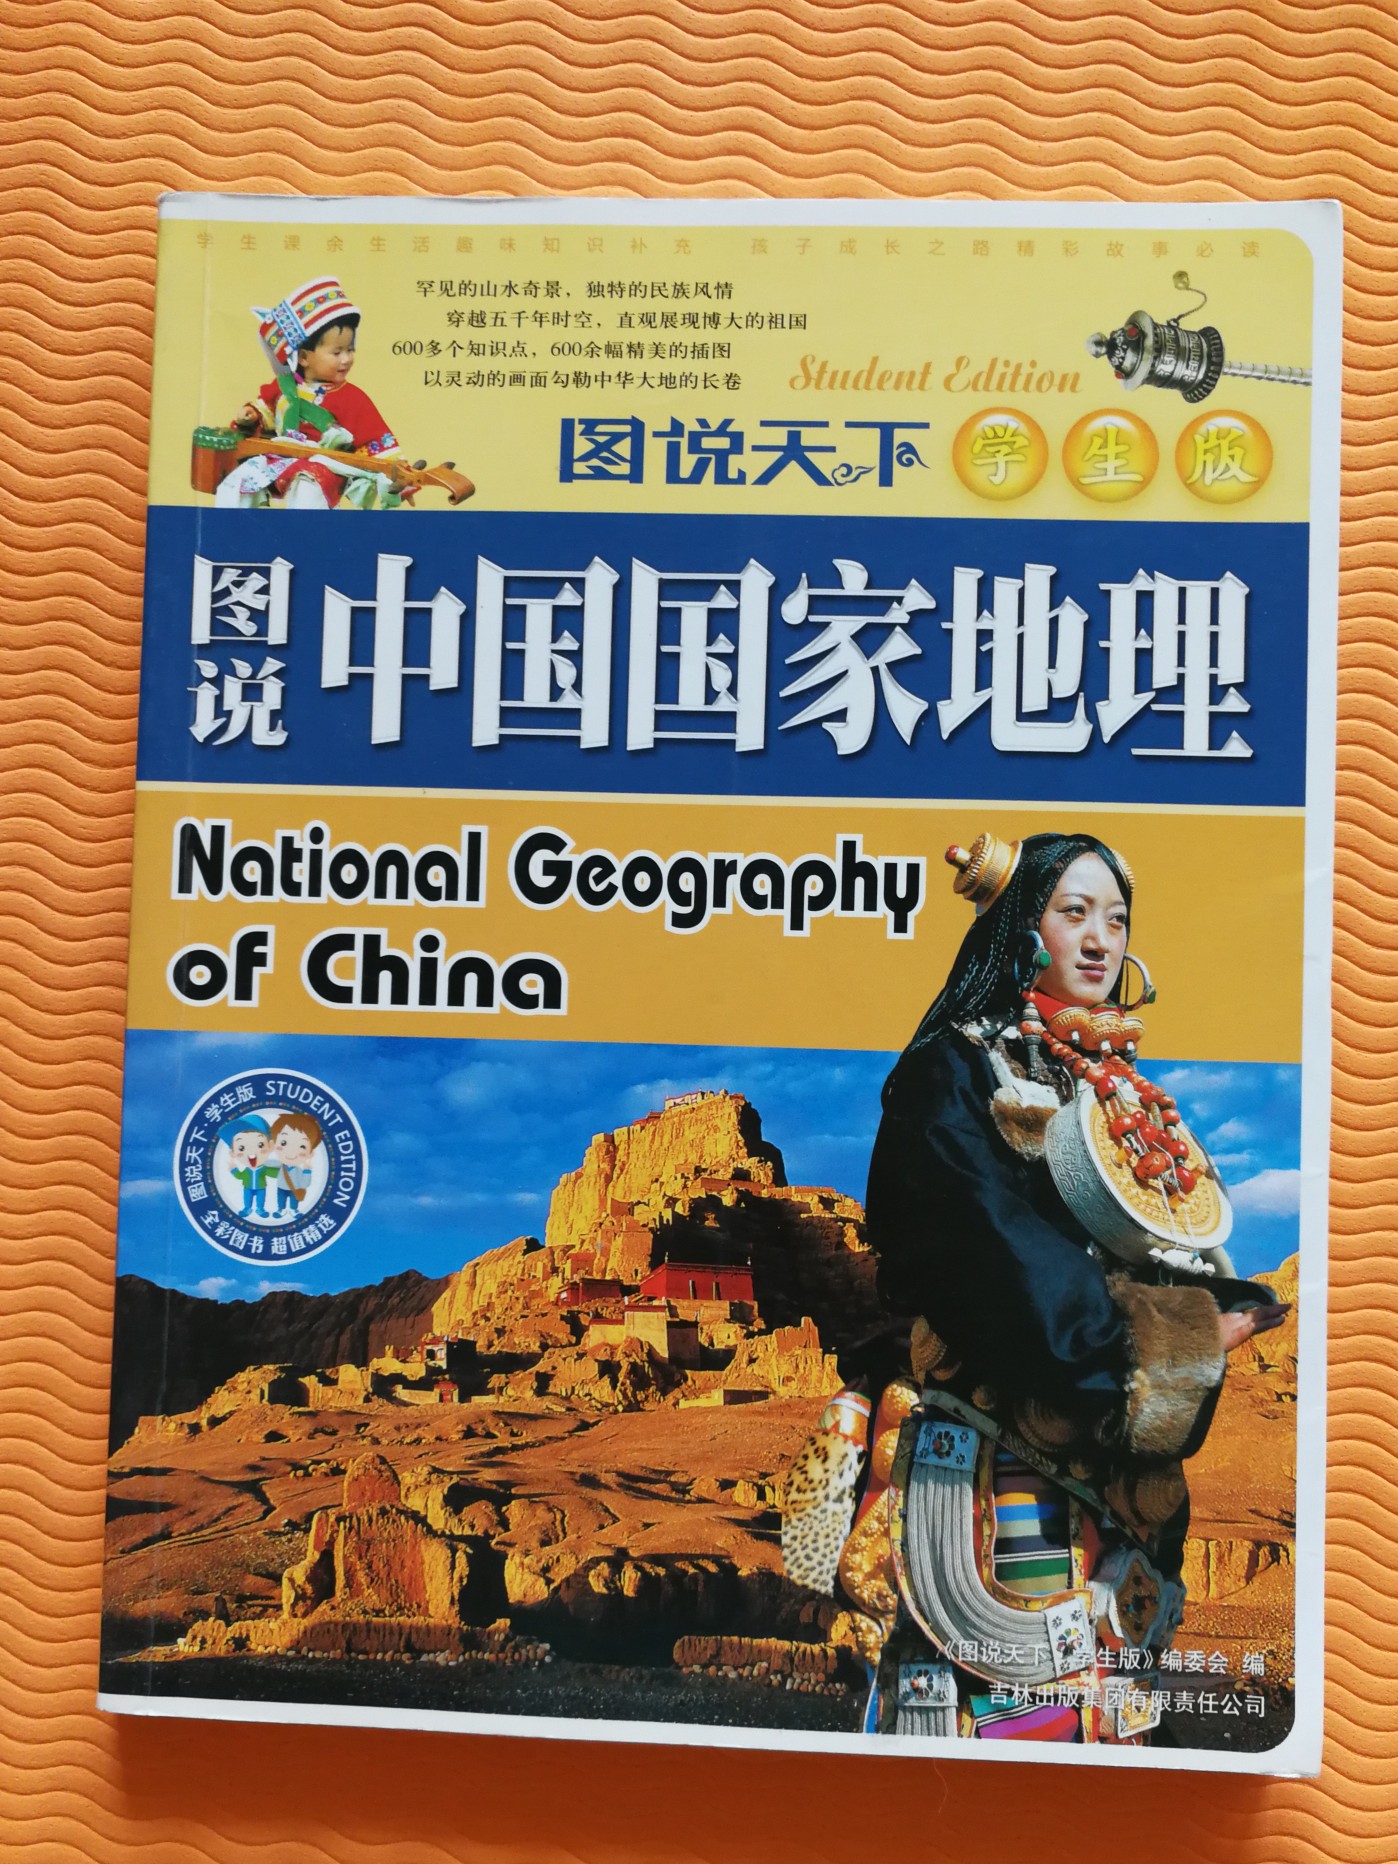 学生课余生活趣味知识补充 孩子成长之路精彩故事必读
罕见的山水奇景，独特的民族风情
穿越五千年时空，直观展现博大的祖国
600多个知识点，600余幅精美的插图
以灵动的画面勾勒中华大地的长卷
Student Edition
图说天下 学生版
图说 中国国家地理
National Geography
of China
图说天下·学生版 STUDENT EDITION
全彩图书 超值精选
《图说天下·学生版》编委会 编
吉林出版集团有限责任公司